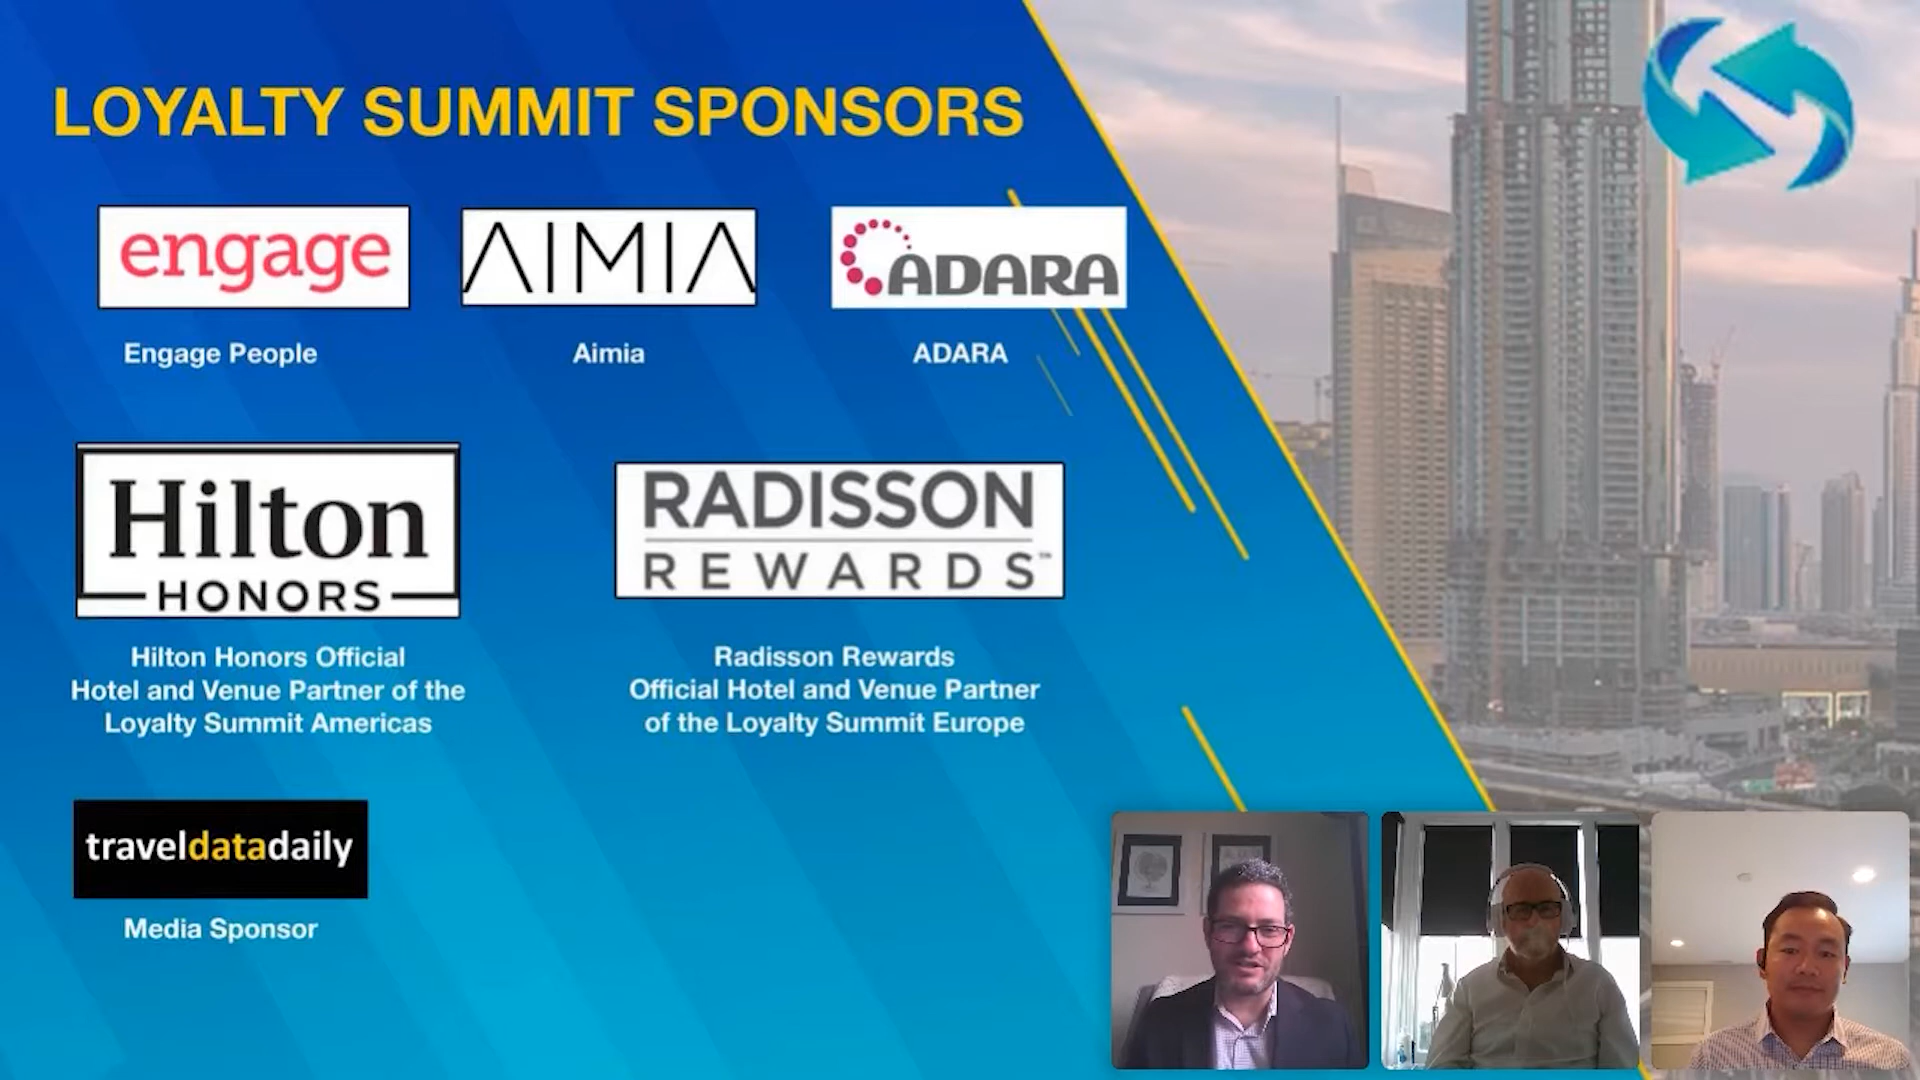 LOYALTY SUMMIT SPONSORS
engage
AIMIA
ADARA
Engage People
Aimia
ADARA
Hilton
HONORS
RADISSON
REWARDS™
Hilton Honors Official
Hotel and Venue Partner of the
Loyalty Summit Americas
Radisson Rewards
Official Hotel and Venue Partner
of the Loyalty Summit Europe
traveldatadaily
Media Sponsor